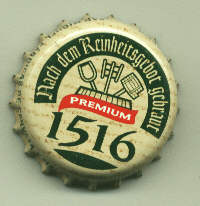 Nach dem Reinheitsgebot gebraut
PREMIUM
1516